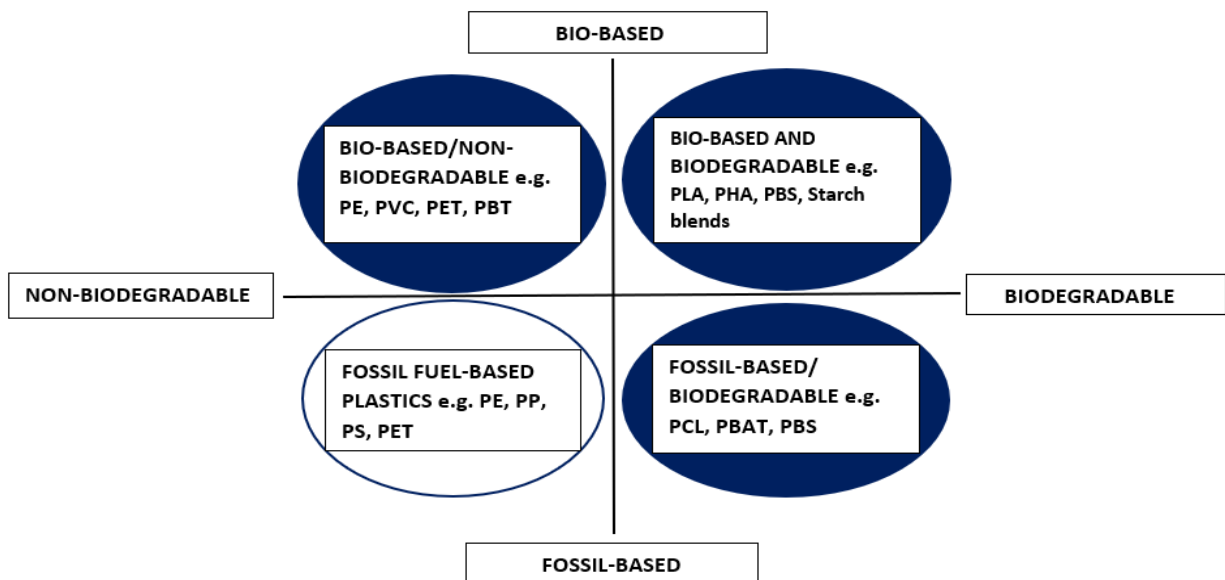 BIO-BASED
BIO-BASED/NON-
BIODEGRADABLE e.g.
PE, PVC, PET, PBT
BIO-BASED AND
BIODEGRADABLE e.g.
PLA, PHA, PBS, Starch
blends
NON-BIODEGRADABLE
BIODEGRADABLE
FOSSIL FUEL-BASED
PLASTICS e.g. PE, PP,
PS, PET
FOSSIL-BASED/
BIODEGRADABLE e.g.
PCL, PBAT, PBS
FOSSIL-BASED